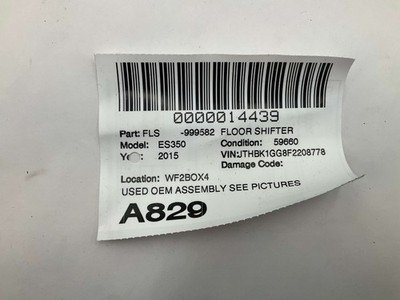 0000014439
Part: FLS -999582 FLOOR SHIFTER
Model: ES350 Condition: 59660
2015 VIN:JTHBK1GG8F2208778
Damage Code:
Location: WF2BOX4
USED OEM ASSEMBLY SEE PICTURES
A829